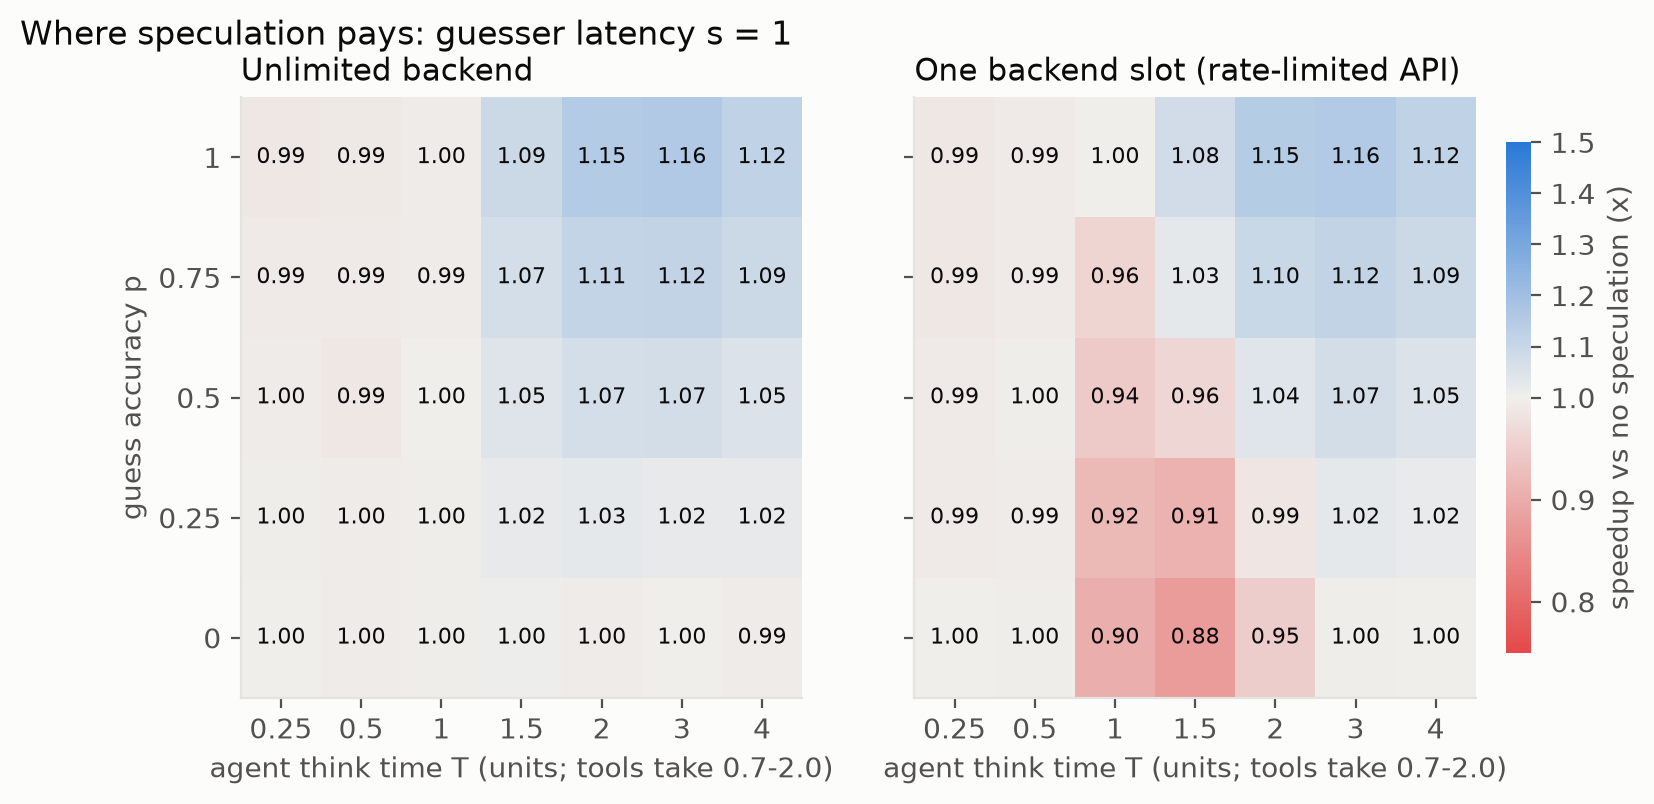 Where speculation pays: guesser latency s = 1
Unlimited backend
guess accuracy p
1
0.99 0.99 1.00 1.09 1.15 1.16 1.12
0.75
0.99 0.99 0.99 1.07 1.11 1.12 1.09
0.5
1.00 0.99 1.00 1.05 1.07 1.07 1.05
0.25
1.00 1.00 1.00 1.02 1.03 1.02 1.02
0
1.00 1.00 1.00 1.00 1.00 1.00 0.99
0.25 0.5 1 1.5 2 3 4
agent think time T (units; tools take 0.7-2.0)
One backend slot (rate-limited API)
0.99 0.99 1.00 1.08 1.15 1.16 1.12
0.99 0.99 0.96 1.03 1.10 1.12 1.09
0.99 1.00 0.94 0.96 1.04 1.07 1.05
0.99 0.99 0.92 0.91 0.99 1.02 1.02
1.00 1.00 0.90 0.88 0.95 1.00 1.00
0.25 0.5 1 1.5 2 3 4
agent think time T (units; tools take 0.7-2.0)
1.5
1.4
1.3
1.2
1.1
1.0
0.9
0.8
speedup vs no speculation (x)